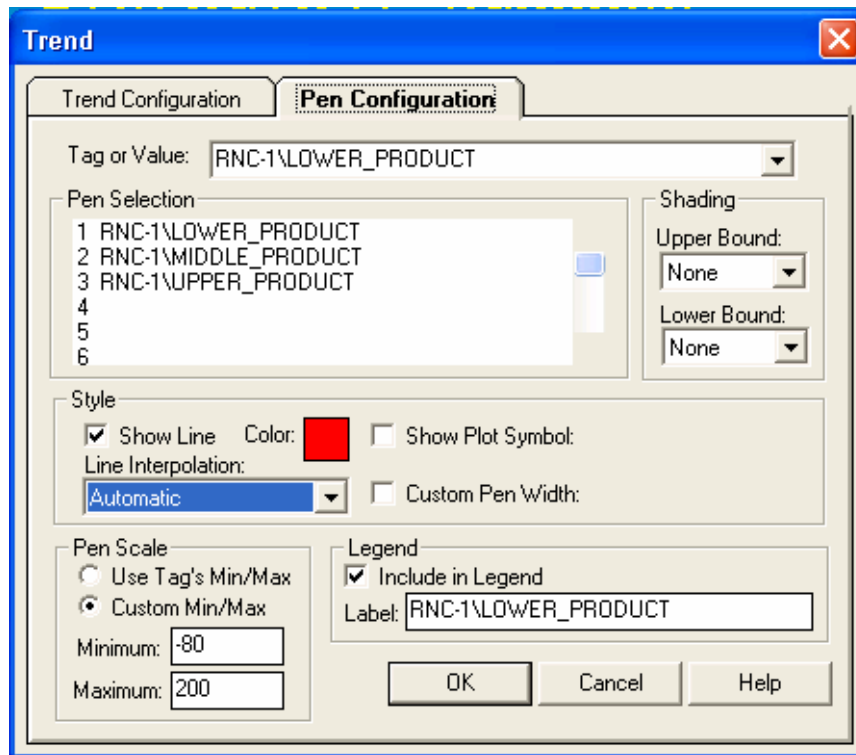 Trend
Trend Configuration
Pen Configuration
Tag or Value: RNC-1\LOWER_PRODUCT
Pen Selection
1 RNC-1\LOWER_PRODUCT
2 RNC-1\MIDDLE_PRODUCT
3 RNC-1\UPPER_PRODUCT
4
5
6
Shading
Upper Bound:
None
Lower Bound:
None
Style
Show Line Color: Show Plot Symbol:
Line Interpolation:
Automatic Custom Pen Width:
Pen Scale
Use Tag's Min/Max
Custom Min/Max
Minimum: -80
Maximum: 200
Legend
Include in Legend
Label: RNC-1\LOWER_PRODUCT
OK Cancel Help